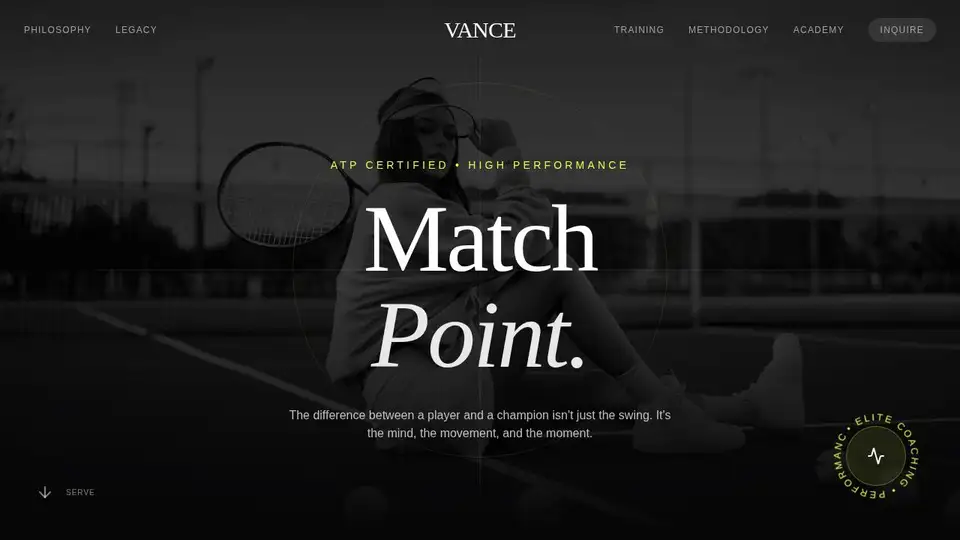 PHILOSOPHY
LEGACY
VANCE
TRAINING
METHODOLOGY
ACADEMY
INQUIRE
ATP CERTIFIED • HIGH PERFORMANCE
Match
Point.
The difference between a player and a champion isn't just the swing. It's
the mind, the movement, and the moment.
SERVE
• ELITE COACHING • PERFORMANC